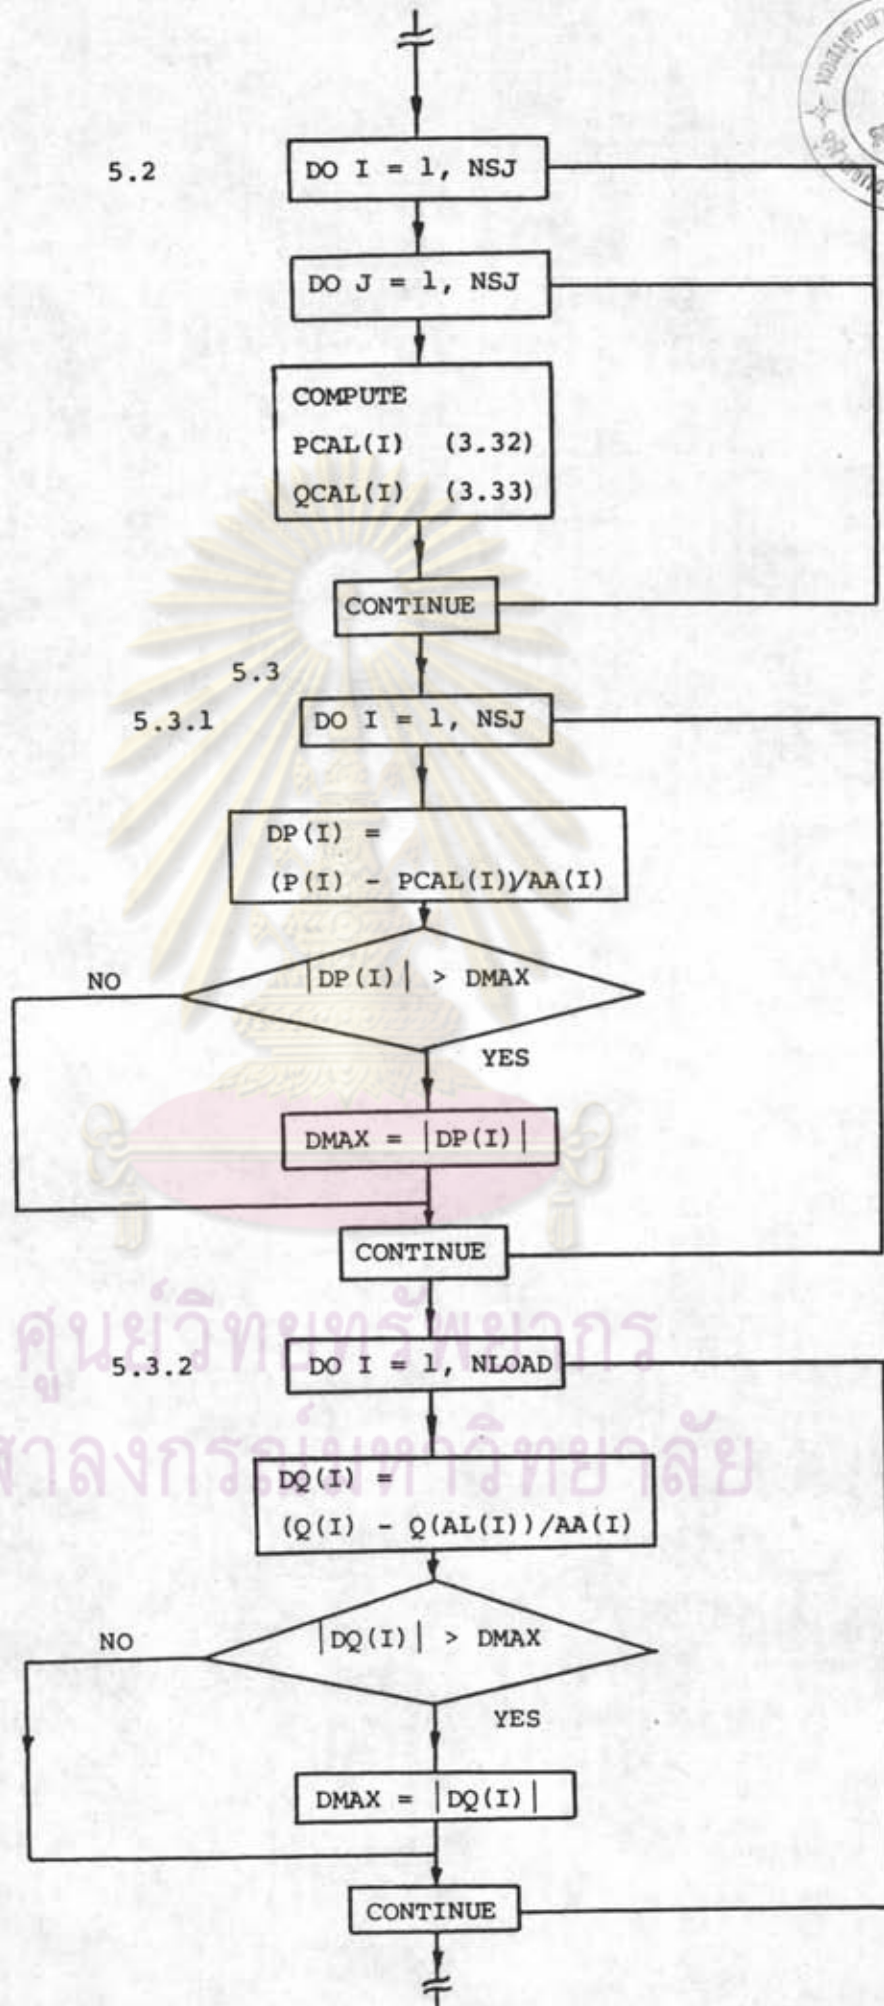 5.2
DO I = 1, NSJ
DO J = 1, NSJ
COMPUTE
PCAL(I) (3.32)
QCAL(I) (3.33)
CONTINUE
5.3
5.3.1
DO I = 1, NSJ
DP(I) =
(P(I) - PCAL(I))/AA(I)
|DP(I)| > DMAX
NO
YES
DMAX = |DP(I)|
CONTINUE
ศูนย์วิทยทรัพยากร
5.3.2
DO I = 1, NLOAD
าลงกรณ์มหาวิทยาลัย
DQ(I) =
(Q(I) - Q(AL(I))/AA(I)
|DQ(I)| > DMAX
NO
YES
DMAX = |DQ(I)|
CONTINUE